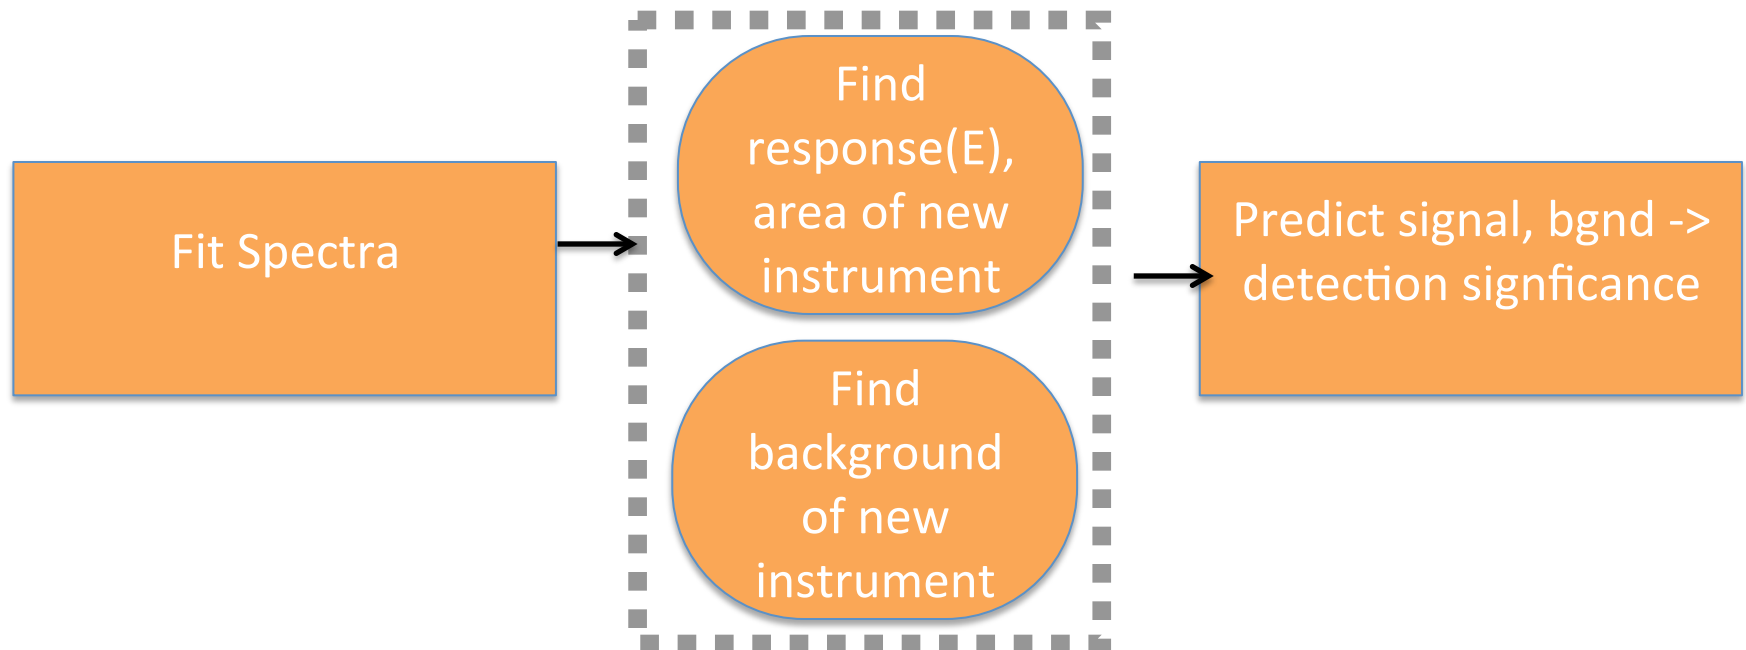 Fit Spectra
Find
response(E),
area of new
instrument
Find
background
of new
instrument
Predict signal, bgnd ->
detection signficance